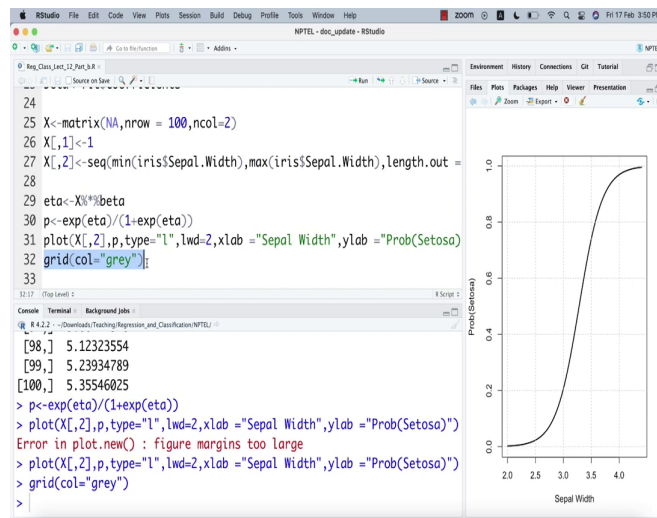 RStudio File Edit Code View Plots Session Build Debug Profile Tools Window Help zoom Fri 17 Feb 3:50 P
NPTEL - doc_update - RStudio
Go to file/function Addins NPTE
Reg_Class_Lect_12_Part_b.R
Source on Save Run Source
24
25 X<-matrix(NA,nrow = 100,ncol=2)
26 X[,1]<-1
27 X[,2]<-seq(min(iris$Sepal.Width),max(iris$Sepal.Width),length.out =
28
29 eta<-X%*%beta
30 p<-exp(eta)/(1+exp(eta))
31 plot(X[,2],p,type="l",lwd=2,xlab ="Sepal Width",ylab ="Prob(Setosa)
32 grid(col="grey")
33
32:17 (Top Level) R Script
Console Terminal Background Jobs
R 4.2.2 · ~/Downloads/Teaching/Regression_and_Classification/NPTEL/
[98,] 5.12323554
[99,] 5.23934789
[100,] 5.35546025
> p<-exp(eta)/(1+exp(eta))
> plot(X[,2],p,type="l",lwd=2,xlab ="Sepal Width",ylab ="Prob(Setosa)")
Error in plot.new() : figure margins too large
> plot(X[,2],p,type="l",lwd=2,xlab ="Sepal Width",ylab ="Prob(Setosa)")
> grid(col="grey")
>
Environment History Connections Git Tutorial
Files Plots Packages Help Viewer Presentation
Zoom Export
1.0
0.8
0.6
0.4
0.2
0.0
Prob(Setosa)
2.0 2.5 3.0 3.5 4.0
Sepal Width